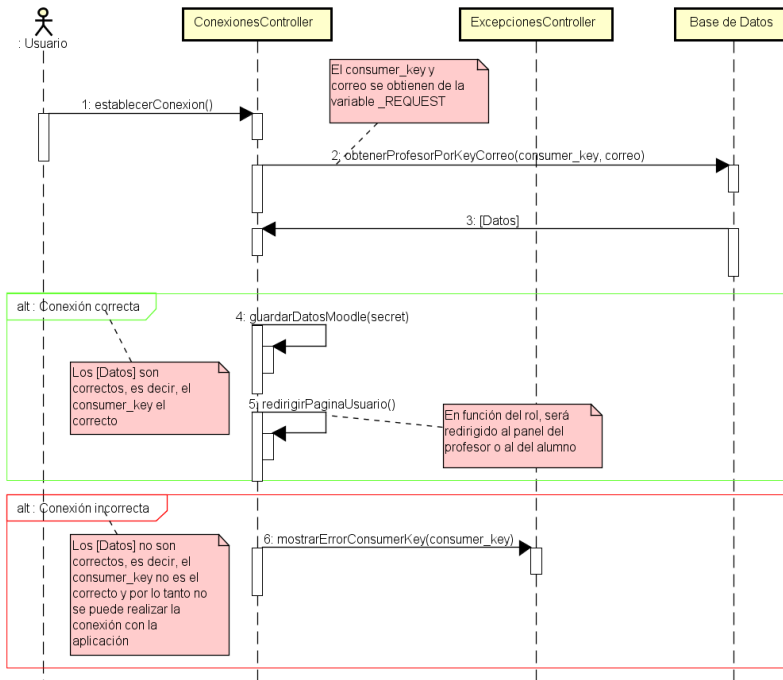 : Usuario
ConexionesController
ExcepcionesController
Base de Datos
El consumer_key y
correo se obtienen de la
variable _REQUEST
1: establecerConexion()
2: obtenerProfesorPorKeyCorreo(consumer_key, correo)
3: [Datos]
alt : Conexión correcta
4: guardarDatosMoodle(secret)
Los [Datos] son
correctos, es decir, el
consumer_key el
correcto
5: redirigirPaginaUsuario()
En función del rol, será
redirigido al panel del
profesor o al del alumno
alt : Conexión incorrecta
Los [Datos] no son
correctos, es decir, el
consumer_key no es el
correcto y por lo tanto no
se puede realizar la
conexión con la
aplicación
6: mostrarErrorConsumerKey(consumer_key)